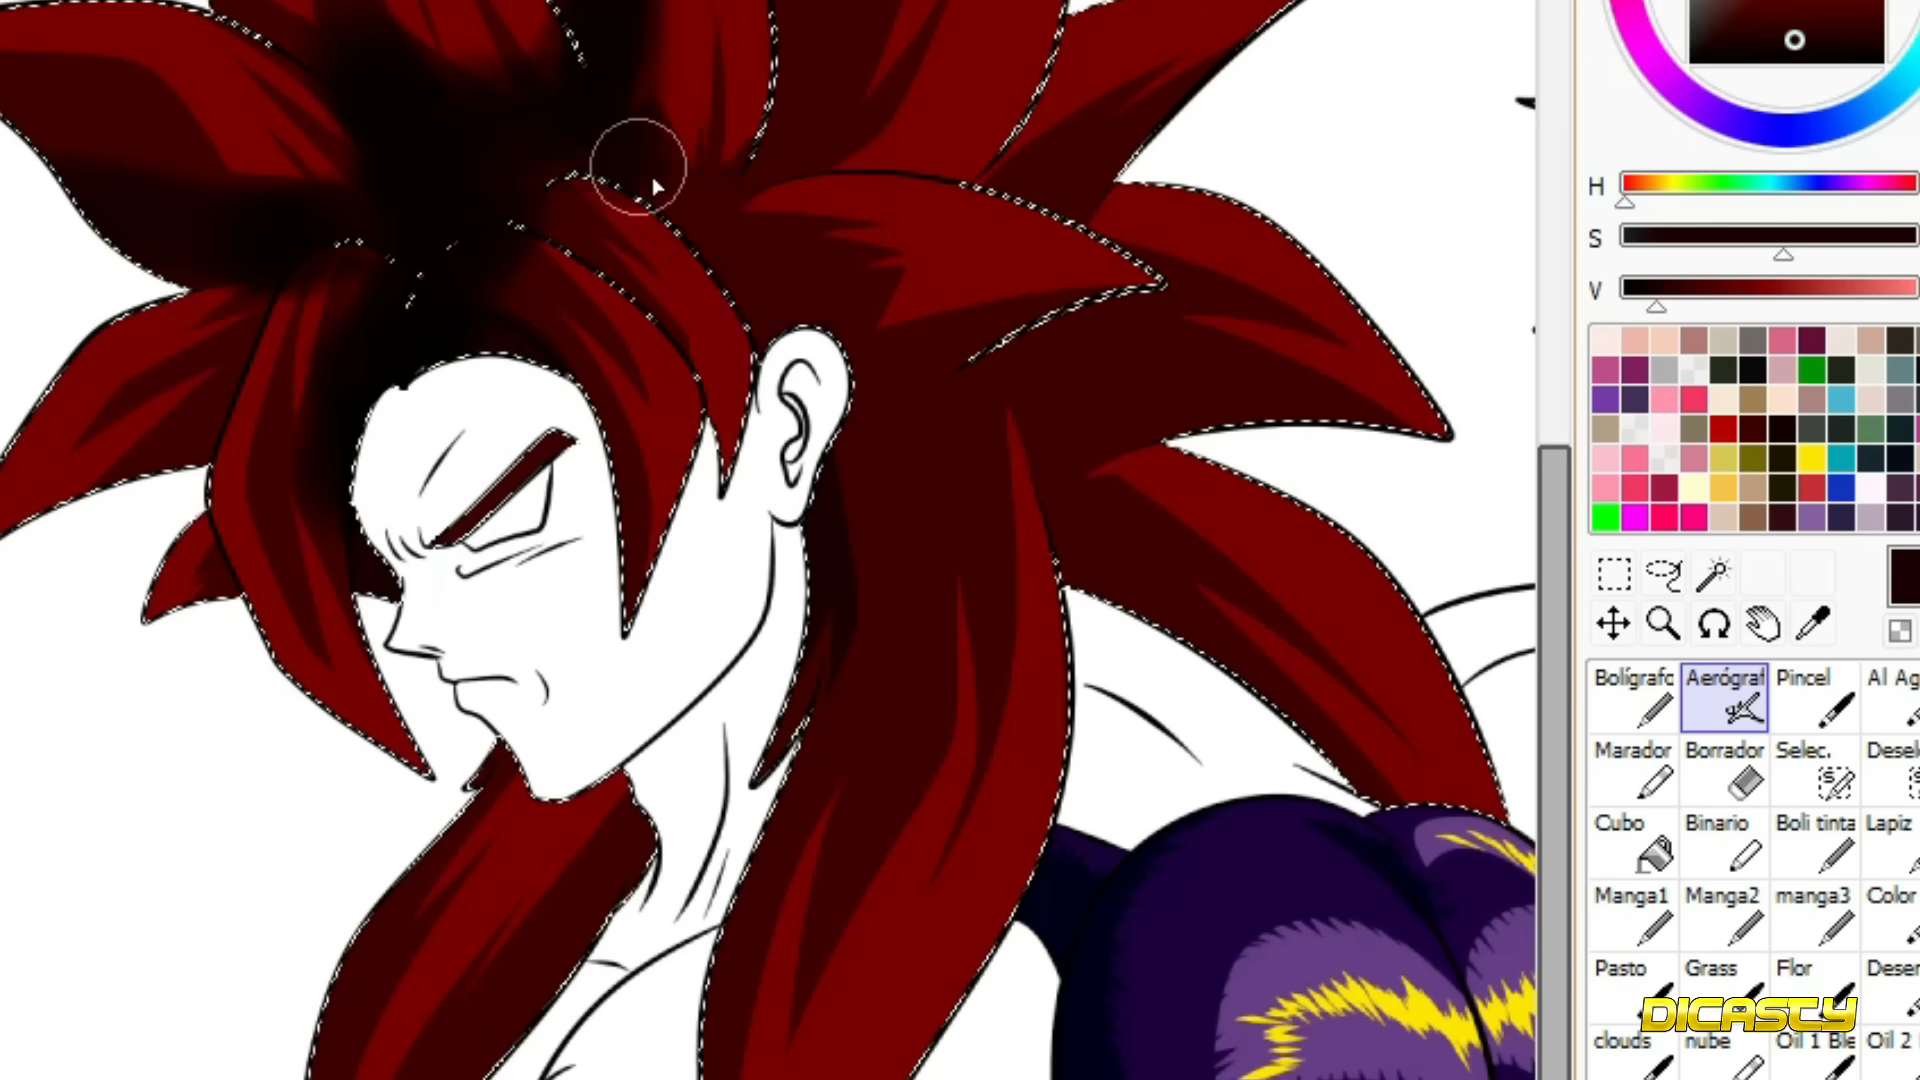 H
S
V
Bolígrafo Aerógraf Pincel Al Ag
Marador Borrador Selec. Desele
Cubo Binario Boli tinta Lapiz
Manga1 Manga2 manga3 Color
Pasto Grass Flor Deser
DICASTY
clouds nube Oil 1 Ble Oil 2